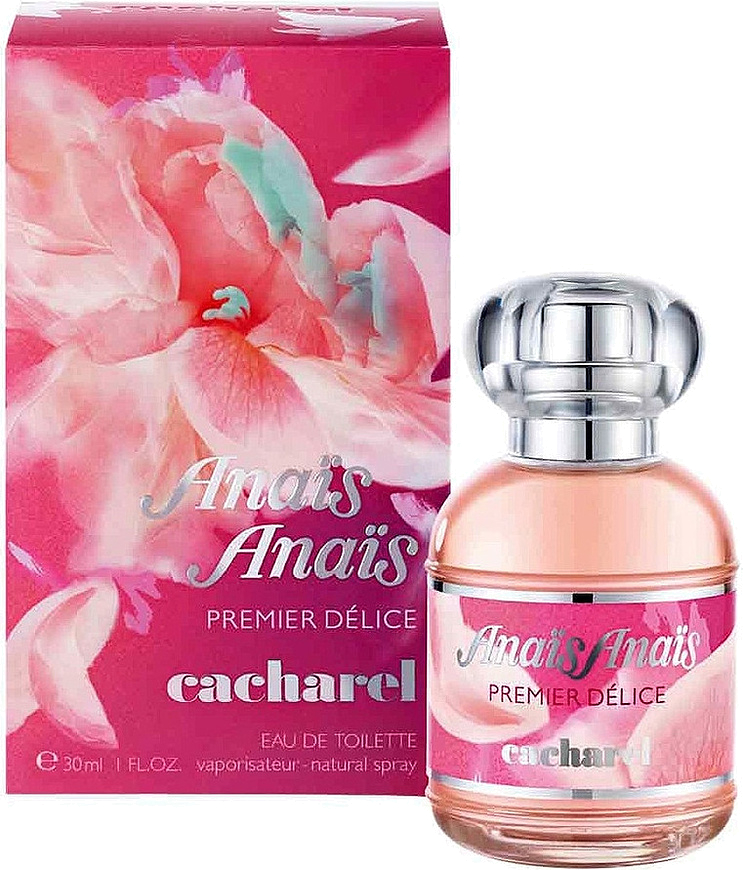 Anaïs
Anaïs
PREMIER DÉLICE
cacharel
EAU DE TOILETTE
e 30ml 1 FL.OZ. vaporisateur - natural spray
Anaïs Anaïs
PREMIER DÉLICE
cacharel